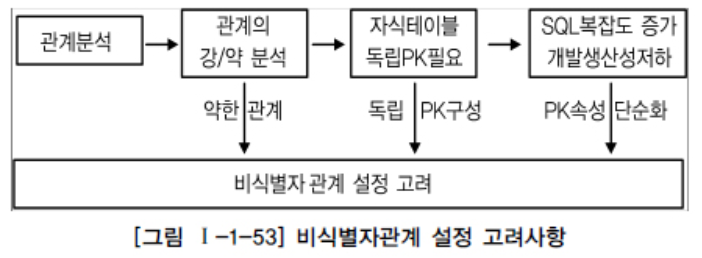 관계분석
관계의
강/약 분석
자식테이블
독립PK필요
SQL복잡도 증가
개발생산성저하
약한 관계
독립 PK구성
PK속성 단순화
비식별자 관계 설정 고려
[그림 Ⅰ-1-53] 비식별자관계 설정 고려사항